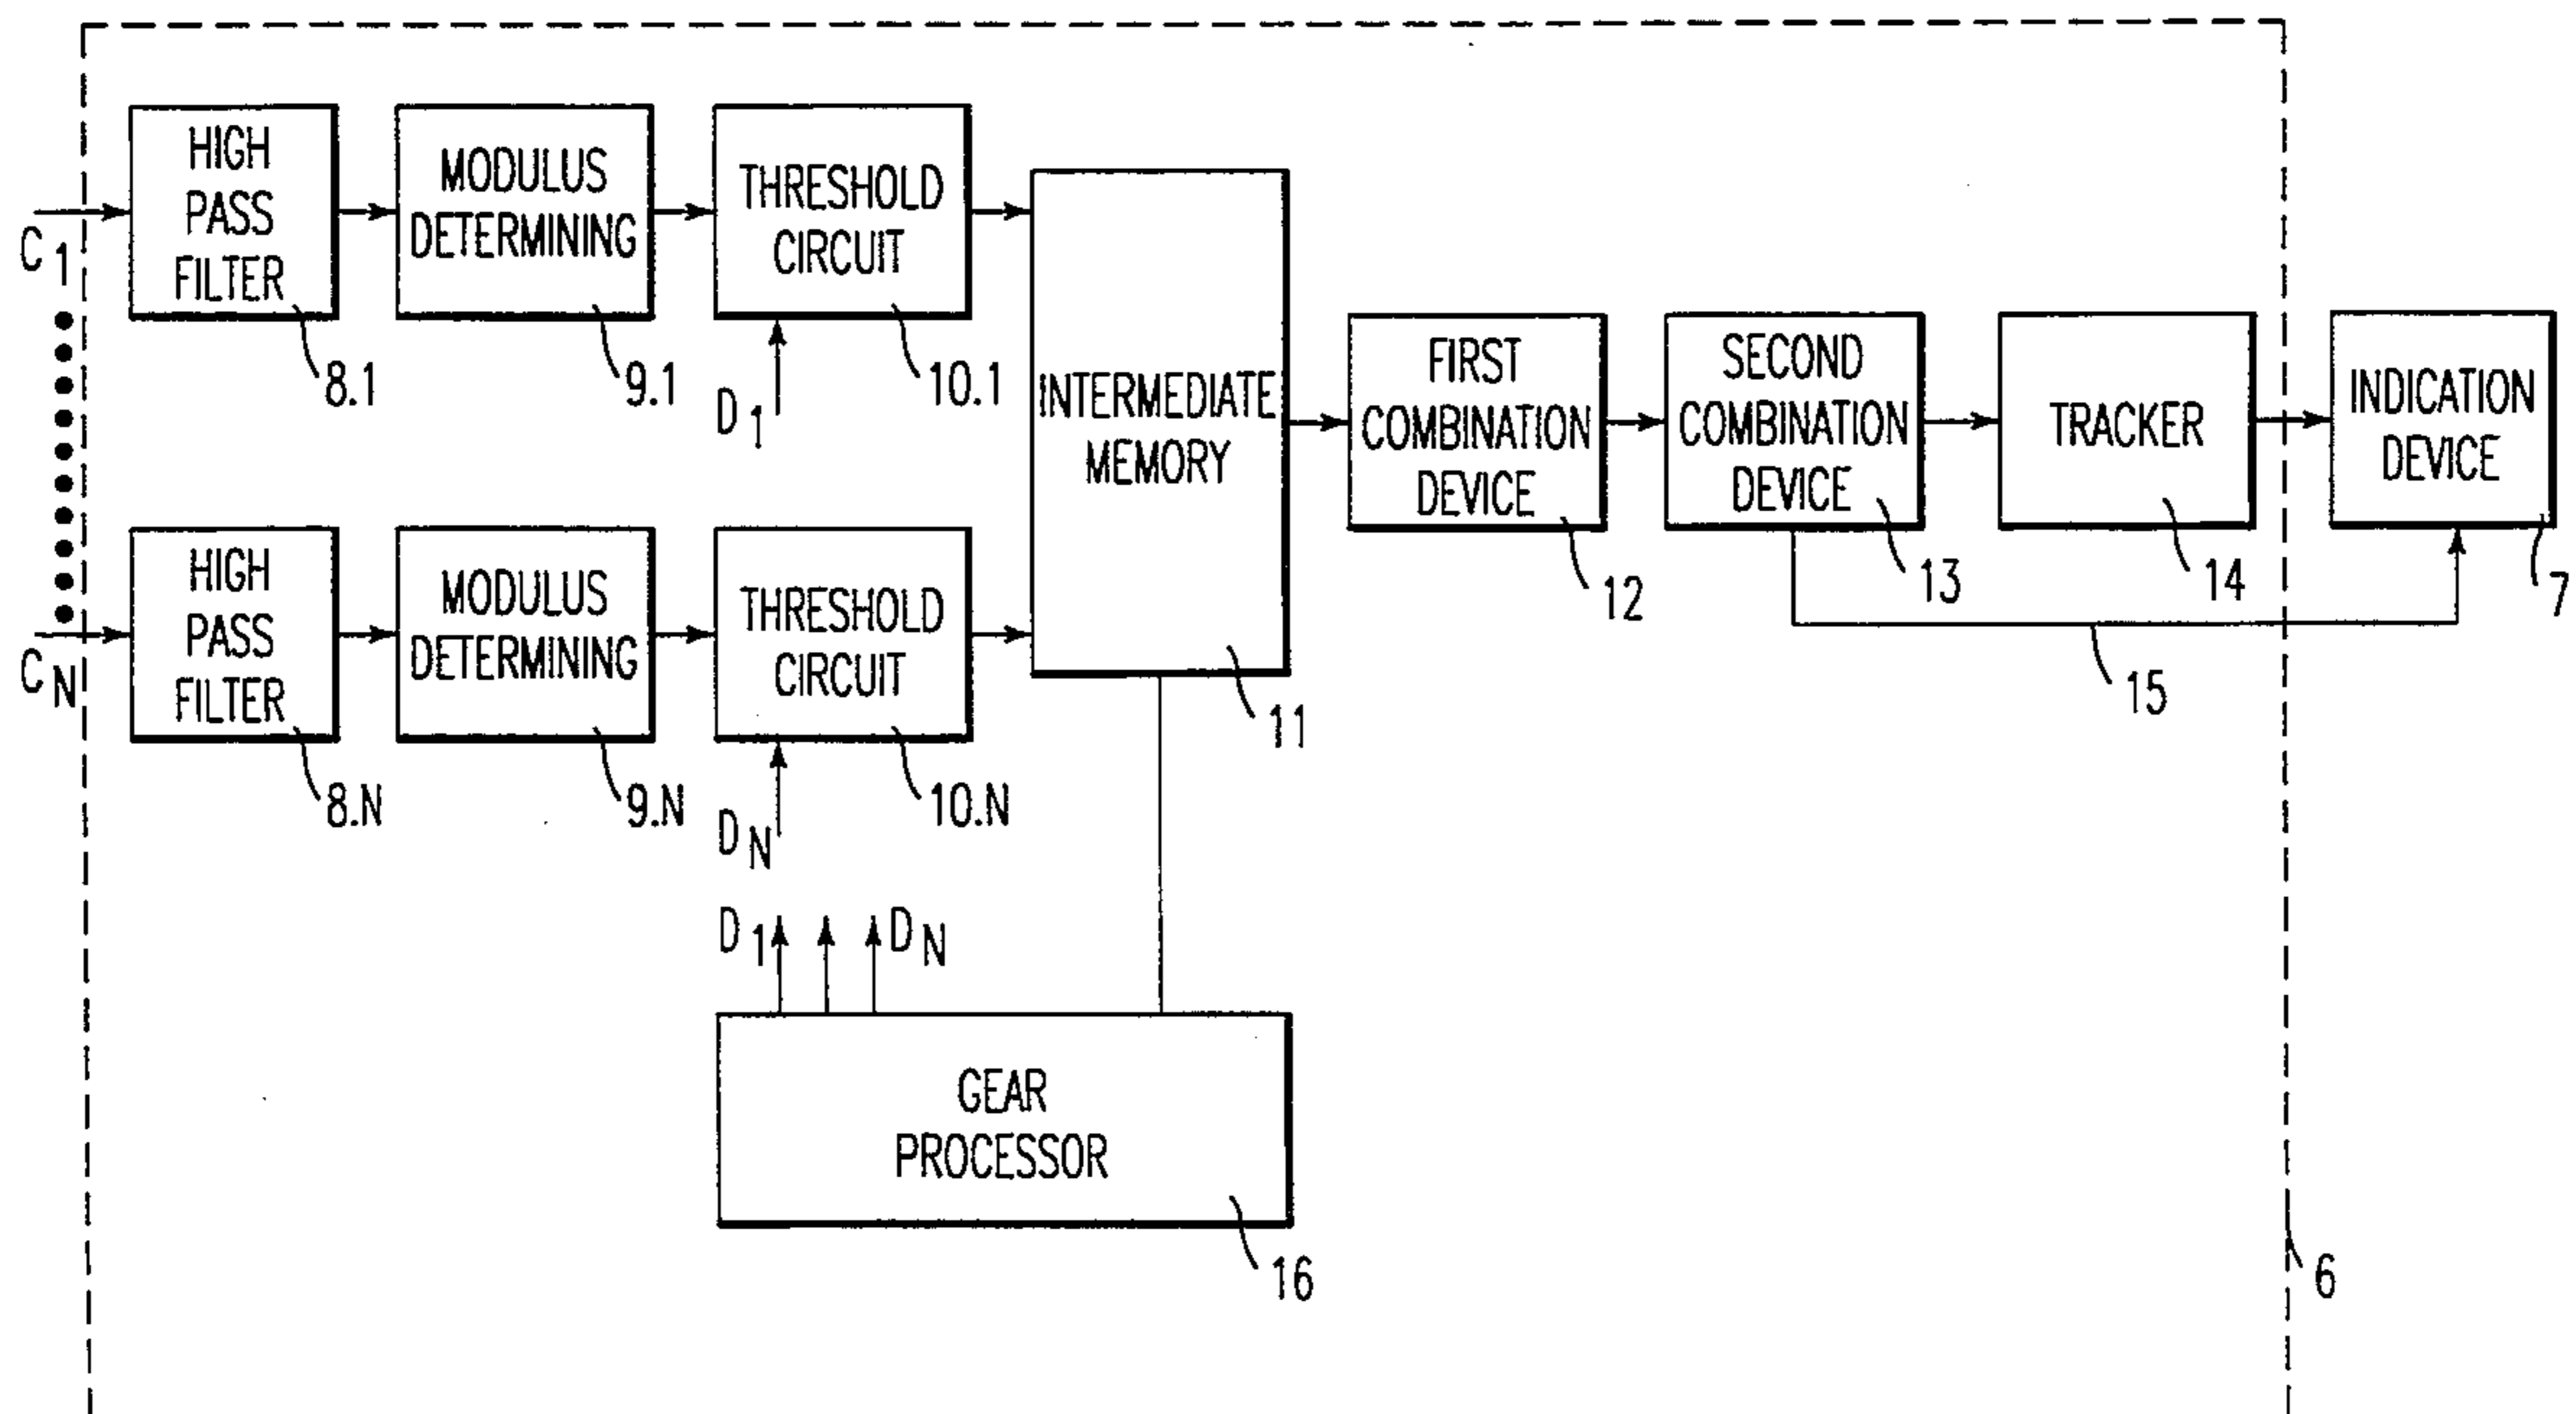 HIGH
PASS
FILTER
MODULUS
DETERMINING
THRESHOLD
CIRCUIT
C1
8.1
9.1
D1
10.1
INTERMEDIATE
MEMORY
11
FIRST
COMBINATION
DEVICE
12
SECOND
COMBINATION
DEVICE
13
TRACKER
14
INDICATION
DEVICE
7
15
HIGH
PASS
FILTER
MODULUS
DETERMINING
THRESHOLD
CIRCUIT
CN
8.N
9.N
DN
10.N
D1
DN
GEAR
PROCESSOR
16
6